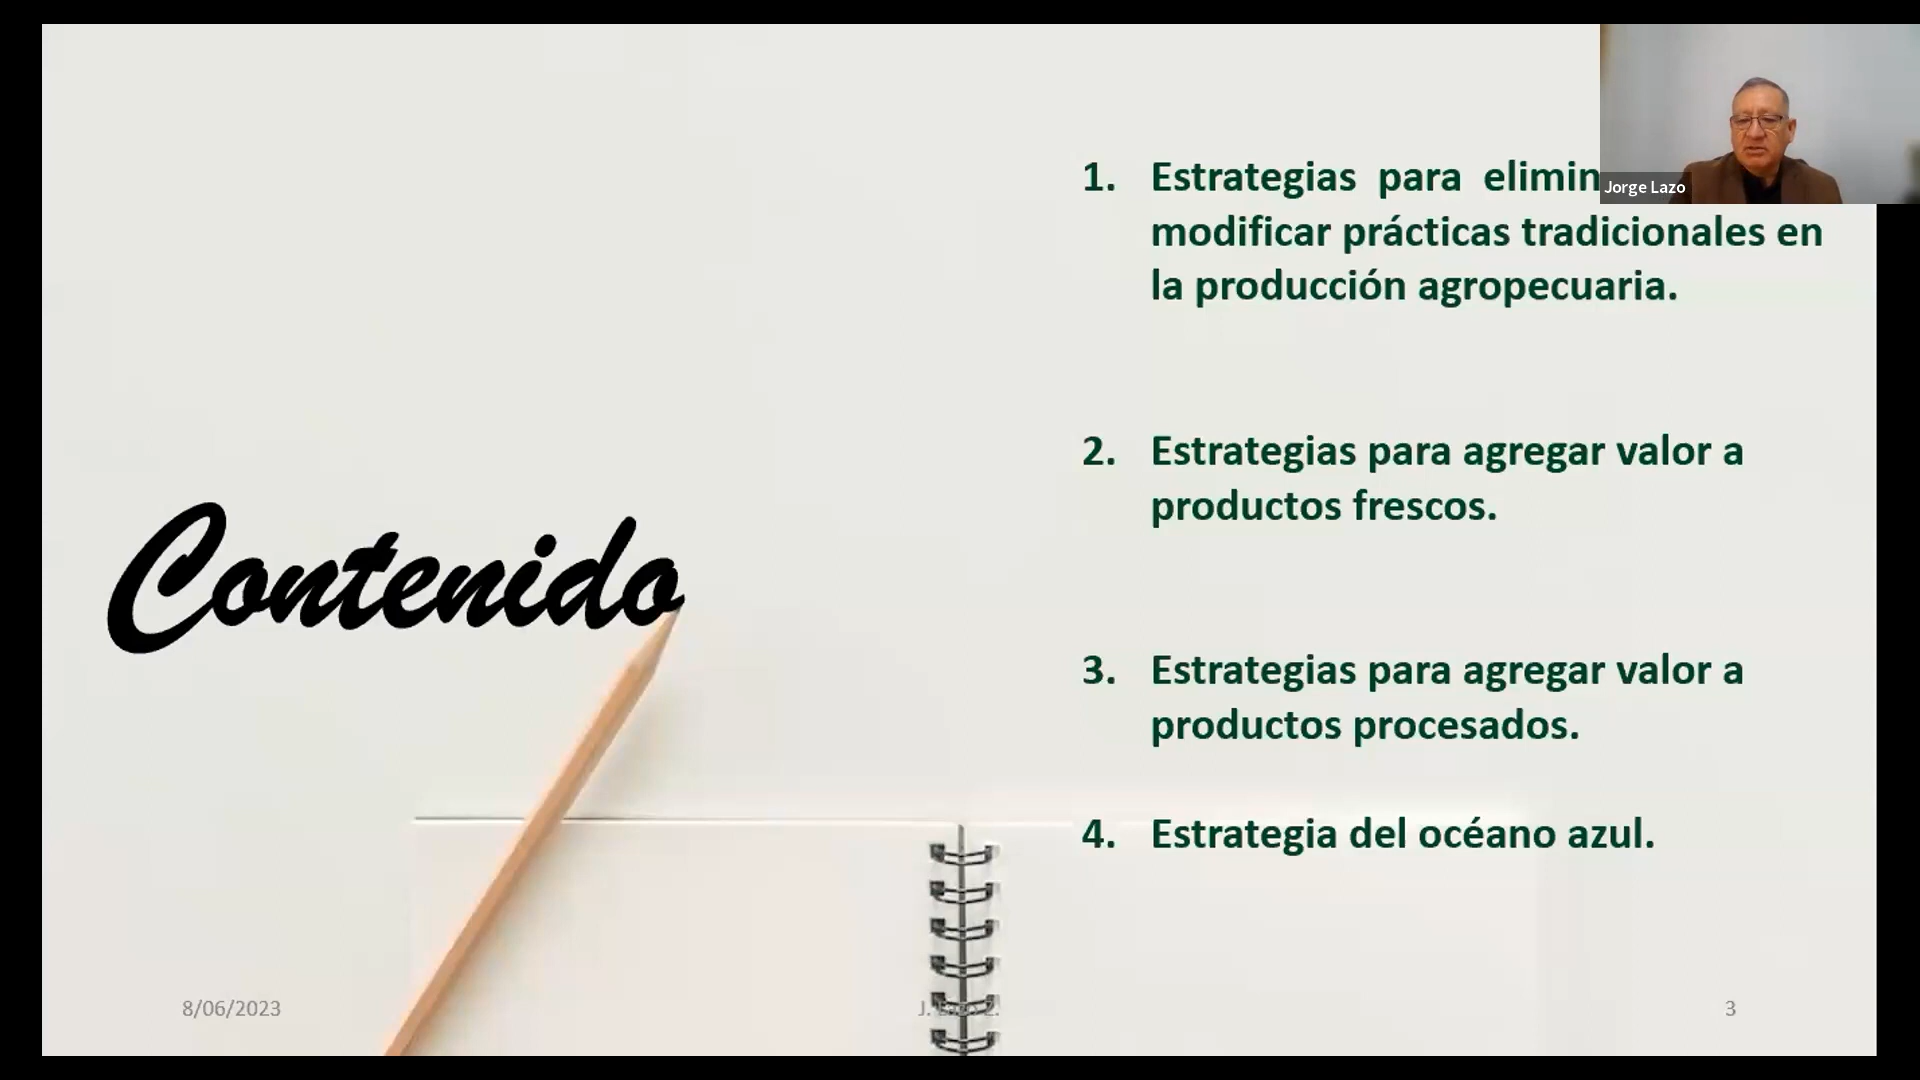 Contenido
1. Estrategias para elimin
modificar prácticas tradicionales en
la producción agropecuaria.
2. Estrategias para agregar valor a
productos frescos.
3. Estrategias para agregar valor a
productos procesados.
4. Estrategia del océano azul.
Jorge Lazo
8/06/2023
J. Lazo Z.
3